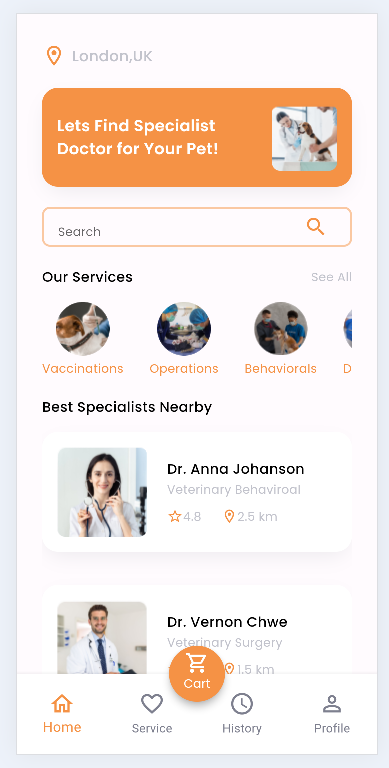 London,UK
Lets Find Specialist
Doctor for Your Pet!
Search
Our Services
See All
Vaccinations
Operations
Behaviorals
D
Best Specialists Nearby
Dr. Anna Johanson
Veterinary Behaviroal
4.8
2.5 km
Dr. Vernon Chwe
Veterinary Surgery
1.5 km
Cart
Home
Service
History
Profile